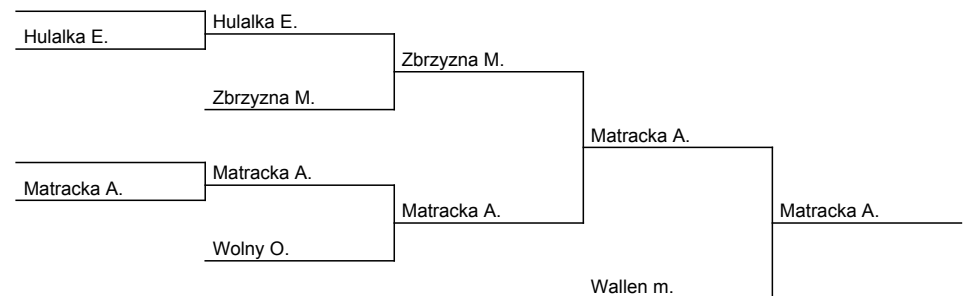 Hulalka E.
Hulalka E.
Zbrzyzna M.
Zbrzyzna M.
Matracka A.
Matracka A.
Matracka A.
Wolny O.
Matracka A.
Matracka A.
Wallen m.